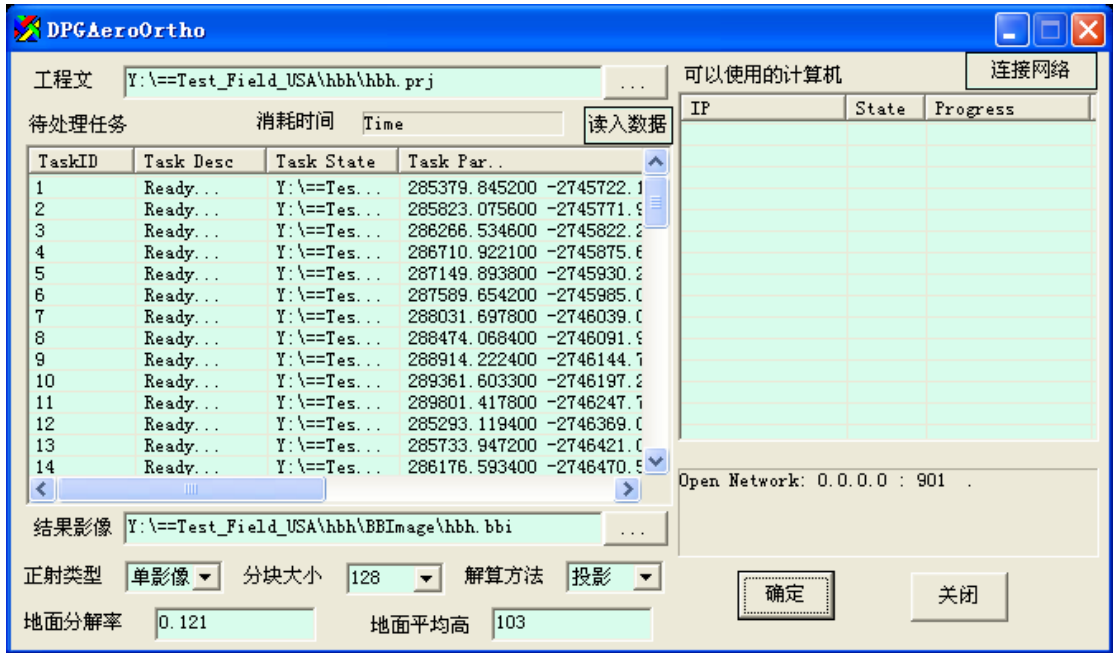 DPGAeroOrtho
工程文 Y:\==Test_Field_USA\hbh\hbh.prj ...
可以使用的计算机 连接网络
待处理任务 消耗时间 Time 读入数据
IP State Progress
TaskID Task Desc Task State Task Par..
1 Ready... Y:\==Tes... 285379.845200 -2745722.1
2 Ready... Y:\==Tes... 285823.075600 -2745771.9
3 Ready... Y:\==Tes... 286266.534600 -2745822.2
4 Ready... Y:\==Tes... 286710.922100 -2745875.6
5 Ready... Y:\==Tes... 287149.893800 -2745930.2
6 Ready... Y:\==Tes... 287589.654200 -2745985.0
7 Ready... Y:\==Tes... 288031.697800 -2746039.0
8 Ready... Y:\==Tes... 288474.068400 -2746091.9
9 Ready... Y:\==Tes... 288914.222400 -2746144.7
10 Ready... Y:\==Tes... 289361.603300 -2746197.2
11 Ready... Y:\==Tes... 289801.417800 -2746247.7
12 Ready... Y:\==Tes... 285293.119400 -2746369.0
13 Ready... Y:\==Tes... 285733.947200 -2746421.0
14 Ready... Y:\==Tes... 286176.593400 -2746470.5
Open Network: 0.0.0.0 : 901 .
结果影像 Y:\==Test_Field_USA\hbh\BBImage\hbh.bbi ...
正射类型 单影像 分块大小 128 解算方法 投影
确定 关闭
地面分解率 0.121 地面平均高 103